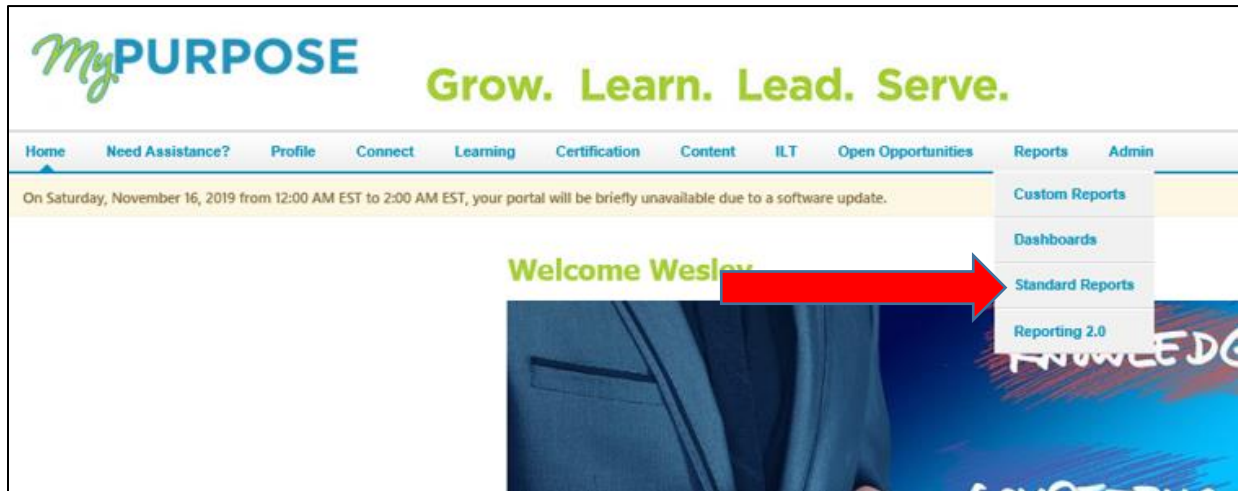 MyPURPOSE
Grow. Learn. Lead. Serve.
Home Need Assistance? Profile Connect Learning Certification Content ILT Open Opportunities Reports Admin
On Saturday, November 16, 2019 from 12:00 AM EST to 2:00 AM EST, your portal will be briefly unavailable due to a software update.
Custom Reports
Dashboards
Welcome Wesley
Standard Reports
Reporting 2.0